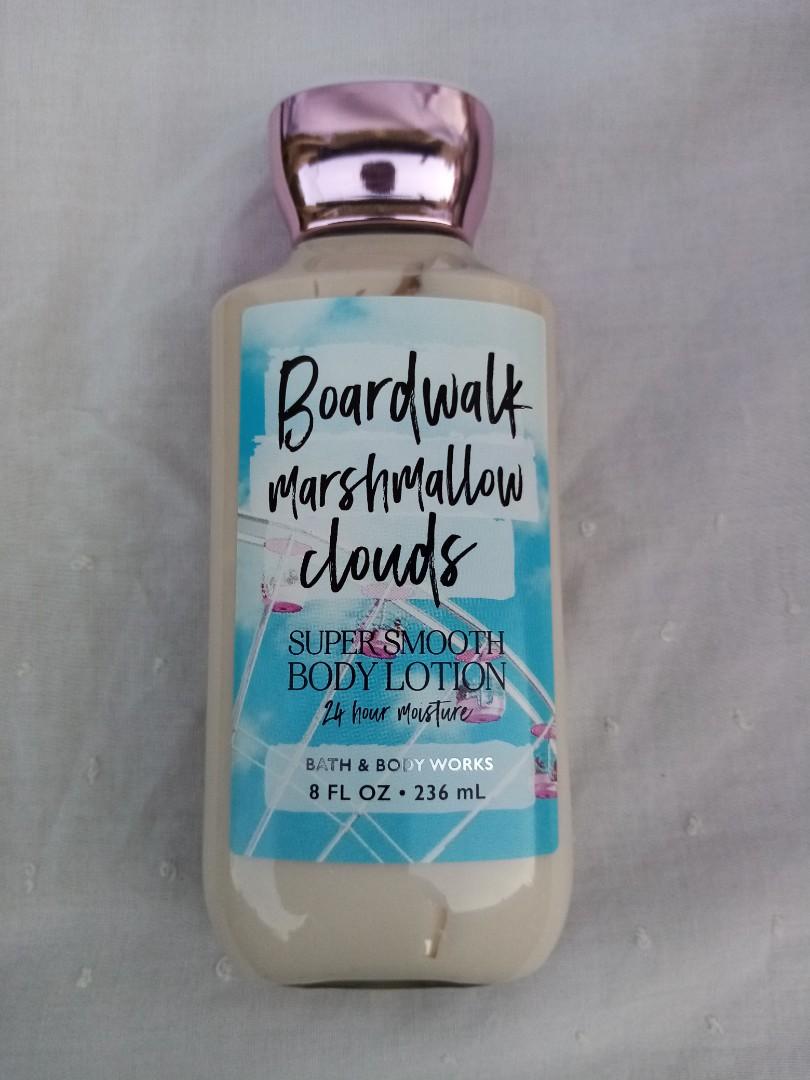 Boardwalk
marshmallow
clouds
SUPER SMOOTH
BODY LOTION
24 hour moisture
BATH & BODY WORKS
8 FL OZ • 236 mL